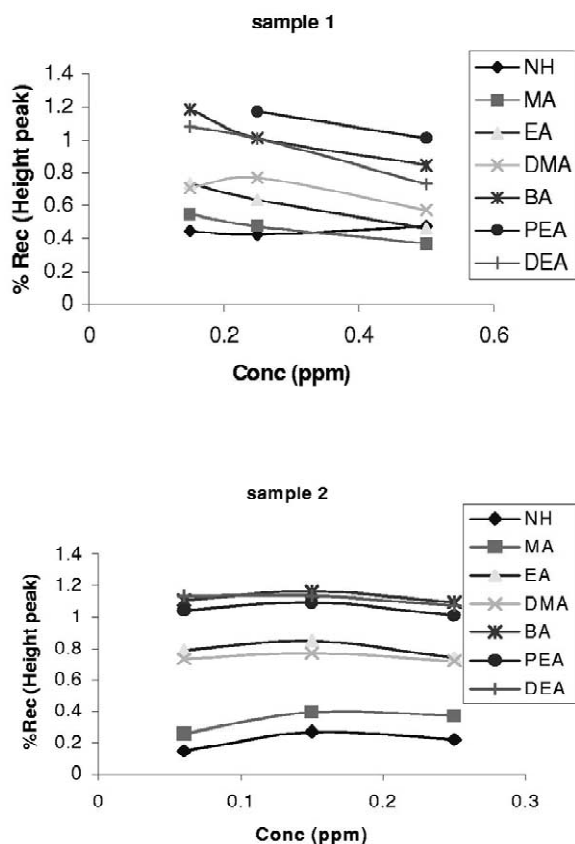 sample 1
% Rec (Height peak)
1.4
1.2
1
0.8
0.6
0.4
0.2
0
0
0.2
0.4
0.6
Conc (ppm)
NH
MA
EA
DMA
BA
PEA
DEA
sample 2
%Rec (Height peak)
1.4
1.2
1
0.8
0.6
0.4
0.2
0
0
0.1
0.2
0.3
Conc (ppm)
NH
MA
EA
DMA
BA
PEA
DEA